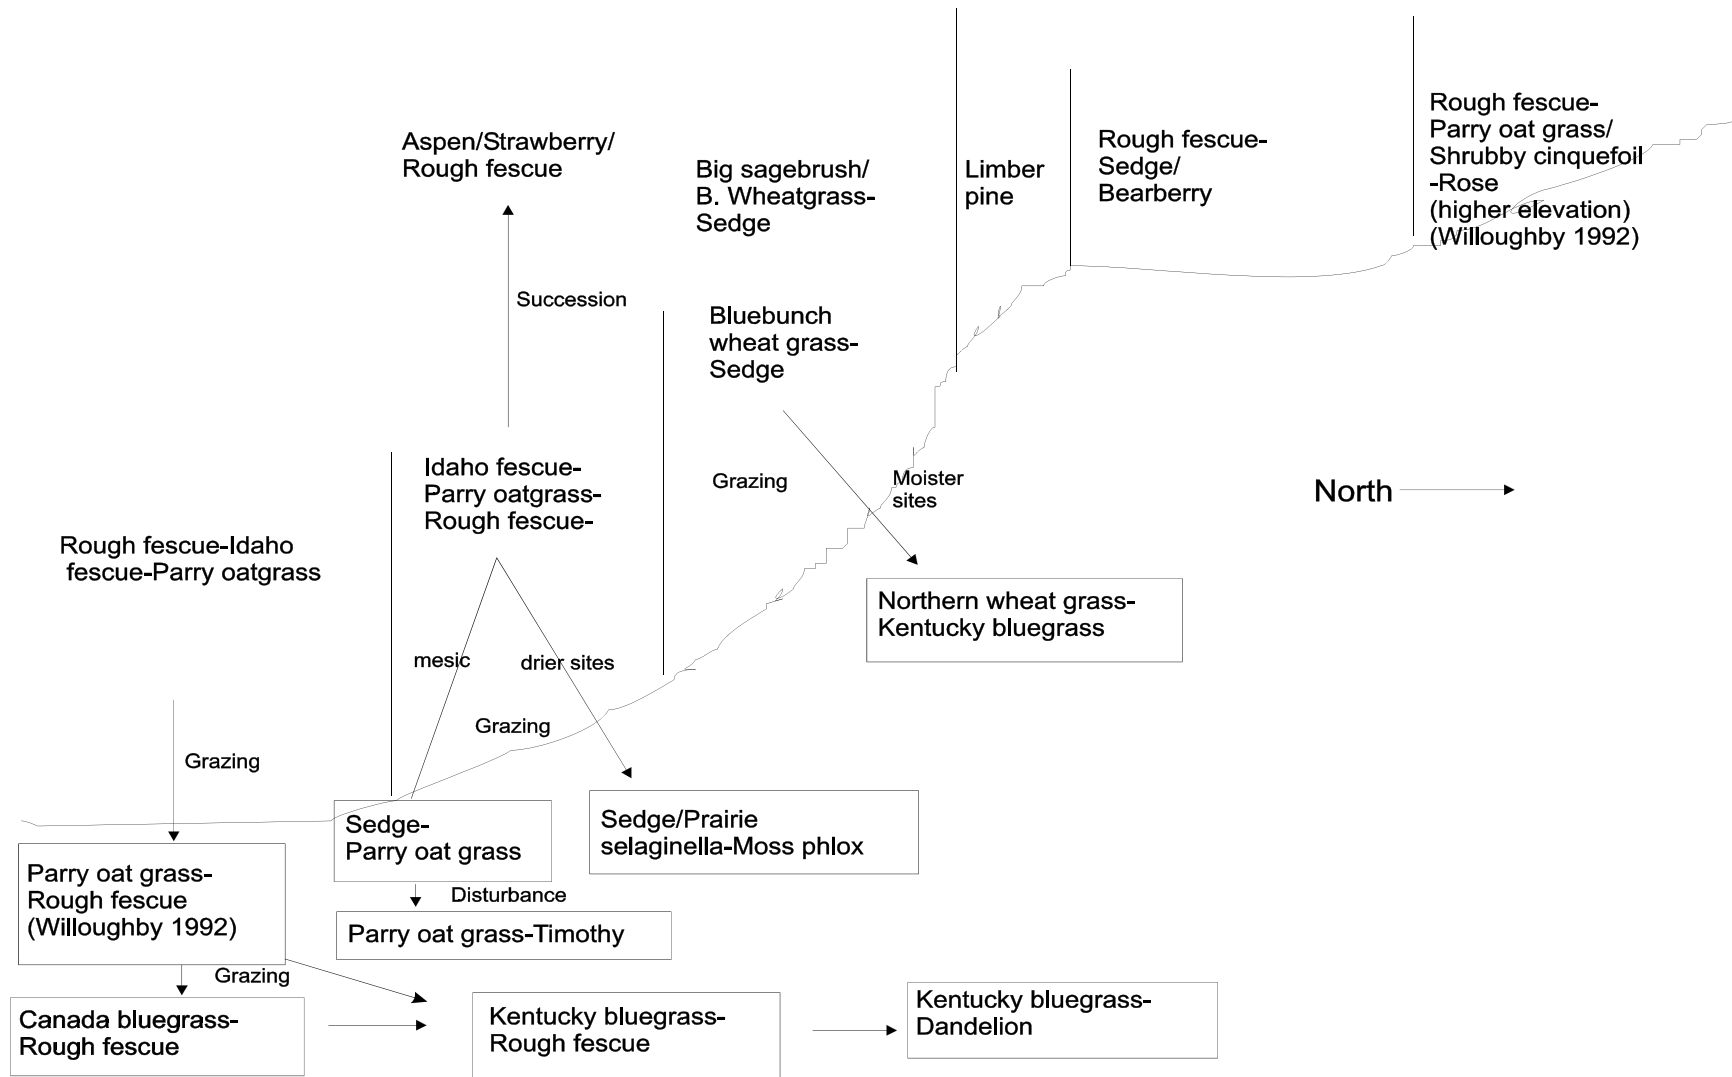 Aspen/Strawberry/
Rough fescue
Big sagebrush/
B. Wheatgrass-
Sedge
Limber
pine
Rough fescue-
Sedge/
Bearberry
Rough fescue-
Parry oat grass/
Shrubby cinquefoil
-Rose
(higher elevation)
(Willoughby 1992)
Succession
Bluebunch
wheat grass-
Sedge
Idaho fescue-
Parry oatgrass-
Rough fescue-
Grazing
Moister
sites
North
Rough fescue-Idaho
fescue-Parry oatgrass
Northern wheat grass-
Kentucky bluegrass
mesic
drier sites
Grazing
Grazing
Sedge-
Parry oat grass
Sedge/Prairie
selaginella-Moss phlox
Parry oat grass-
Rough fescue
(Willoughby 1992)
Disturbance
Parry oat grass-Timothy
Grazing
Canada bluegrass-
Rough fescue
Kentucky bluegrass-
Rough fescue
Kentucky bluegrass-
Dandelion